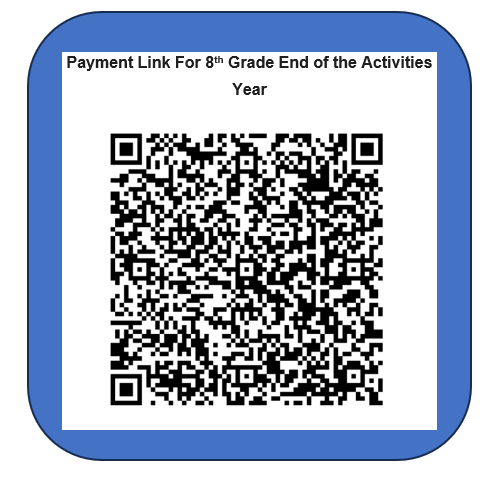 Payment Link For 8th Grade End of the Activities
Year